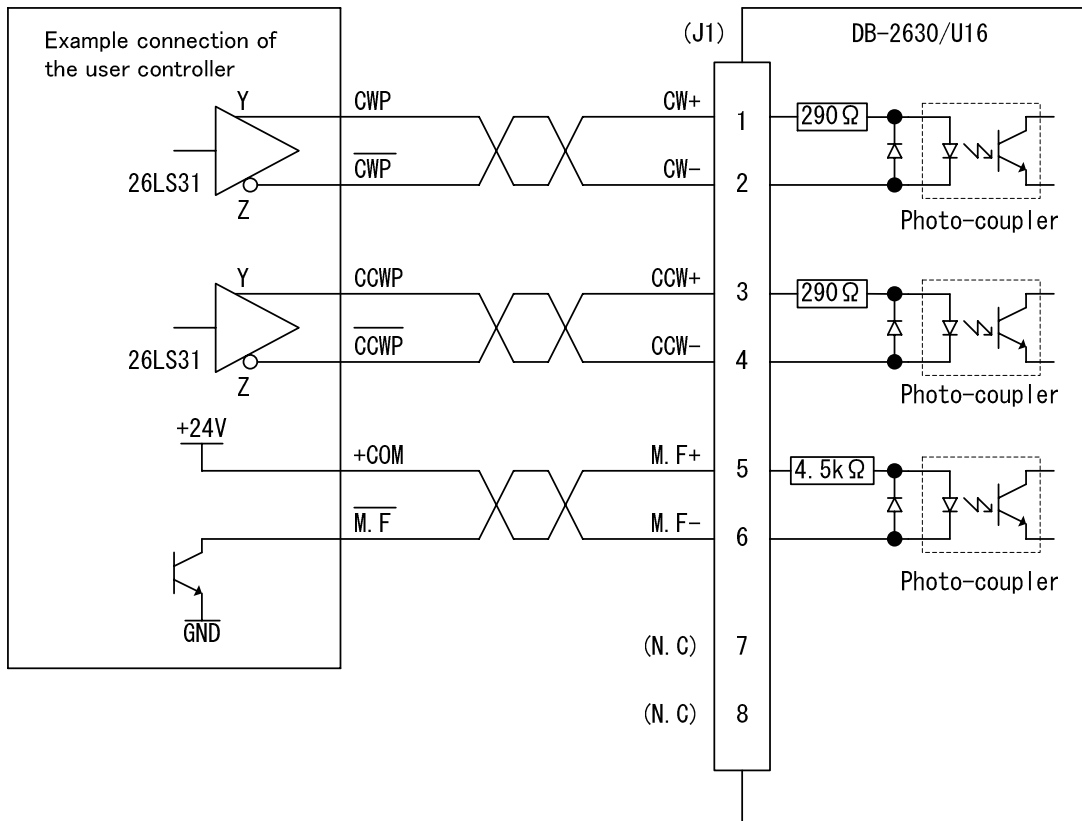 Example connection of
the user controller
(J1)
DB-2630/U16
Y
CWP
CW+
1
290Ω
26LS31
Z
CWP
CW-
2
Photo-coupler
Y
CCWP
CCW+
3
290Ω
26LS31
Z
CCWP
CCW-
4
Photo-coupler
+24V
+COM
M.F+
5
4.5kΩ
M.F
M.F-
6
Photo-coupler
GND
(N.C)
7
(N.C)
8